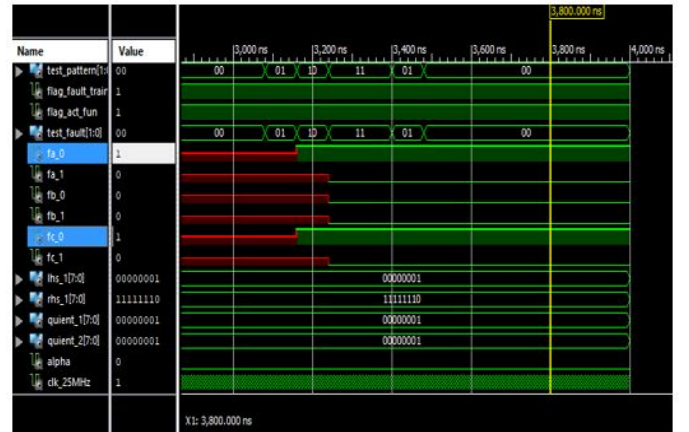 3,800.000 ns
Name Value
3,000 ns 3,200 ns 3,400 ns 3,600 ns 3,800 ns 4,000 ns
test_pattern[1: 00 00 01 10 11 01 00
flag_fault_train 1
flag_act_fun 1
test_fault[1:0] 00 00 01 10 11 01 00
fa_0 1
fa_1 0
fb_0 0
fb_1 0
fc_0 1
fc_1 0
lhs_1[7:0] 00000001 00000001
rhs_1[7:0] 11111110 11111110
quient_1[7:0] 00000001 00000001
quient_2[7:0] 00000001 00000001
alpha 0
clk_25MHz 1
X1: 3,800.000 ns